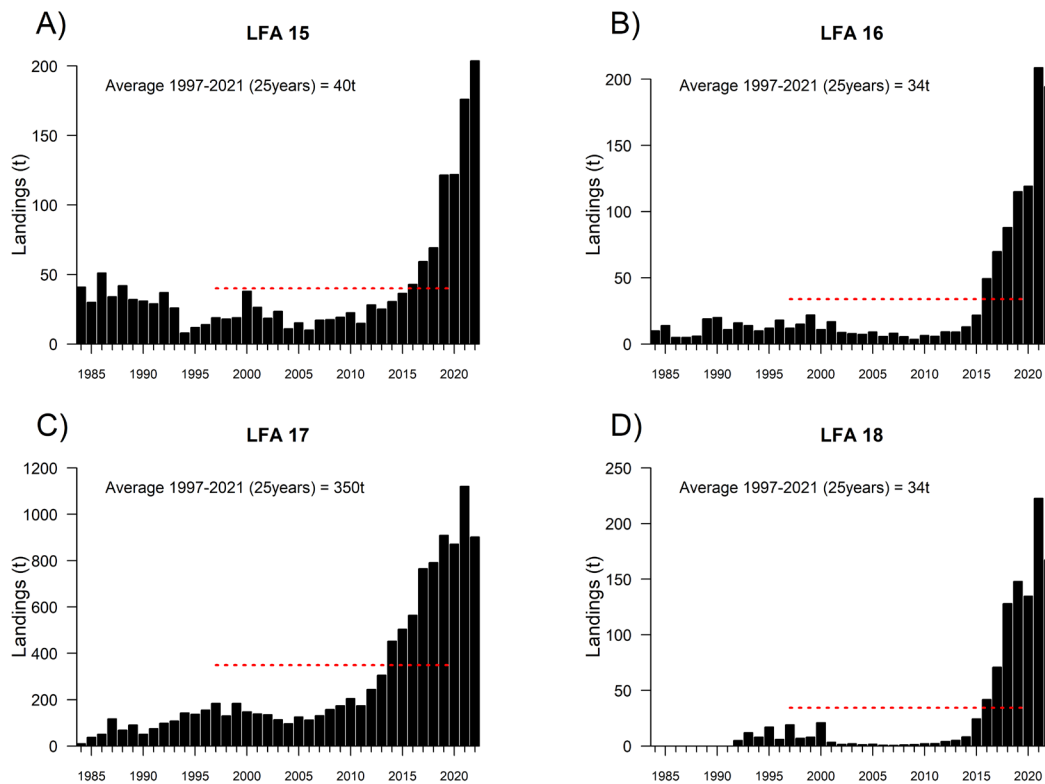 A)
LFA 15
Average 1997-2021 (25years) = 40t
Landings (t)
200
150
100
50
0
1985 1990 1995 2000 2005 2010 2015 2020
B)
LFA 16
Average 1997-2021 (25years) = 34t
Landings (t)
200
150
100
50
0
1985 1990 1995 2000 2005 2010 2015 2020
C)
LFA 17
Average 1997-2021 (25years) = 350t
Landings (t)
1200
1000
800
600
400
200
0
1985 1990 1995 2000 2005 2010 2015 2020
D)
LFA 18
Average 1997-2021 (25years) = 34t
Landings (t)
250
200
150
100
50
0
1985 1990 1995 2000 2005 2010 2015 2020